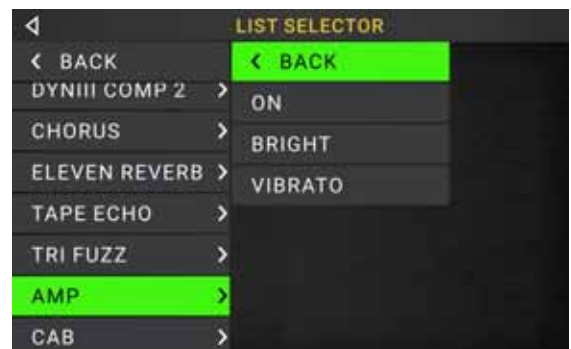 LIST SELECTOR
< BACK
DYNIII COMP 2 >
CHORUS >
ELEVEN REVERB >
TAPE ECHO >
TRI FUZZ >
AMP >
CAB >
< BACK
ON
BRIGHT
VIBRATO